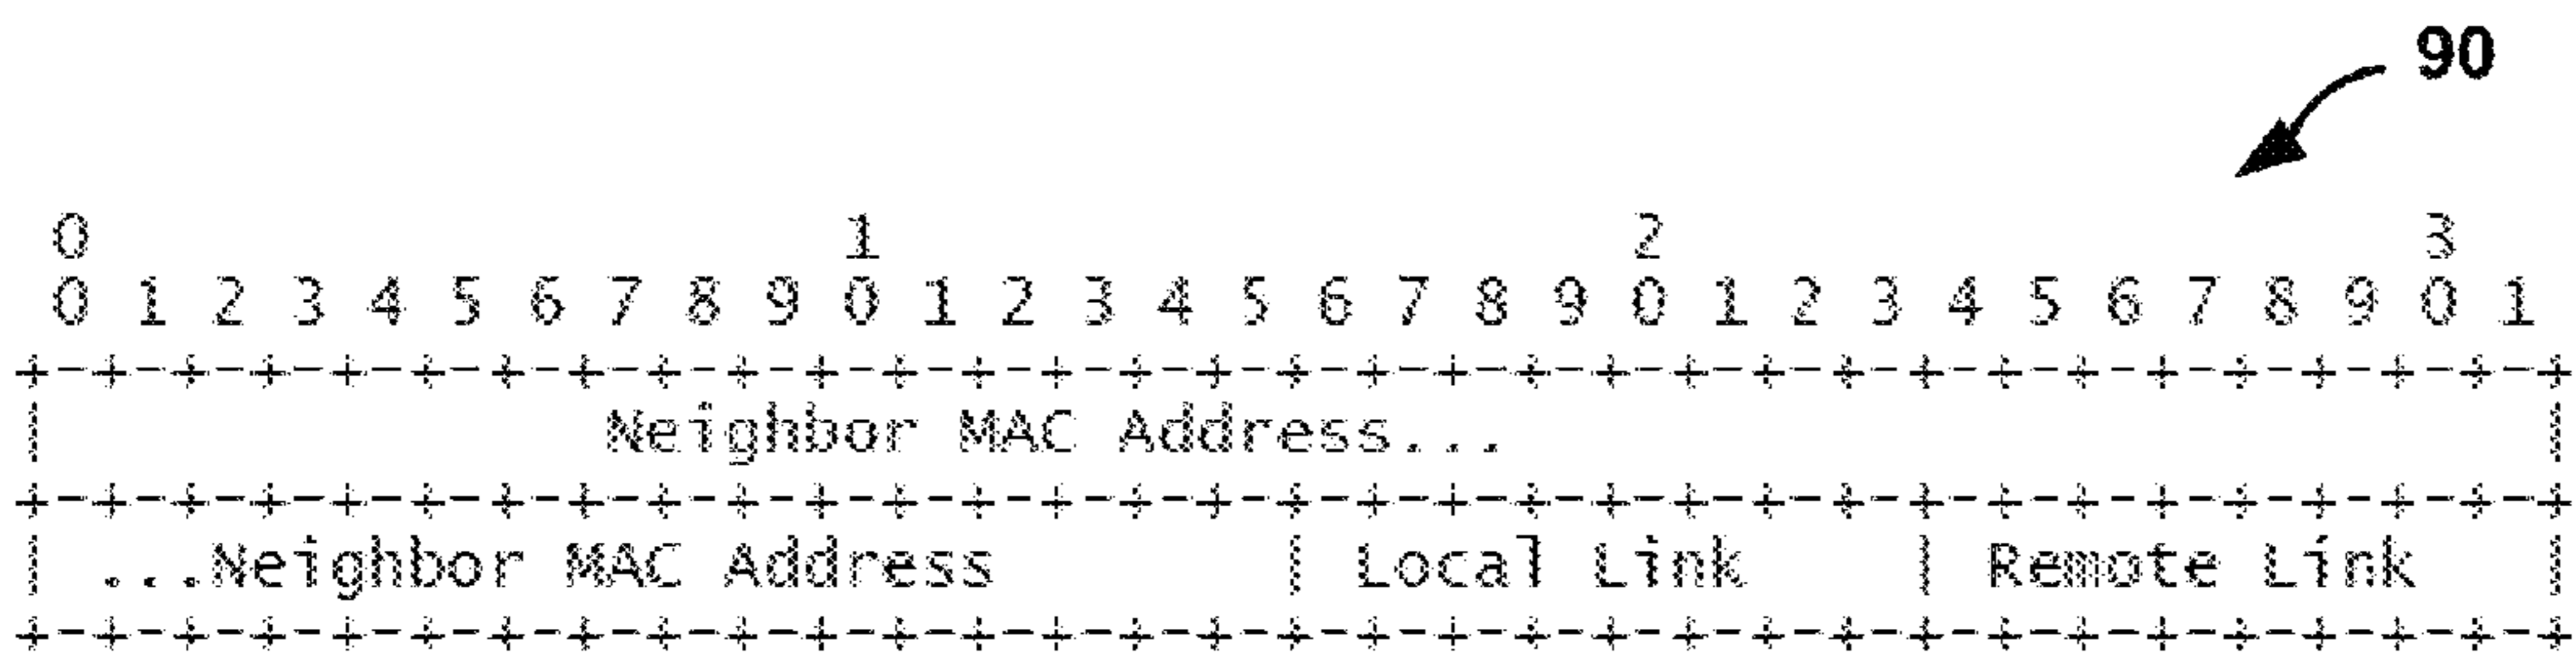 90
0 1 2 3
0 1 2 3 4 5 6 7 8 9 0 1 2 3 4 5 6 7 8 9 0 1 2 3 4 5 6 7 8 9 0 1
+-+-+-+-+-+-+-+-+-+-+-+-+-+-+-+-+-+-+-+-+-+-+-+-+-+-+-+-+-+-+-+-+
| Neighbor MAC Address... |
+-+-+-+-+-+-+-+-+-+-+-+-+-+-+-+-+-+-+-+-+-+-+-+-+-+-+-+-+-+-+-+-+
| ...Neighbor MAC Address | Local Link | Remote Link |
+-+-+-+-+-+-+-+-+-+-+-+-+-+-+-+-+-+-+-+-+-+-+-+-+-+-+-+-+-+-+-+-+